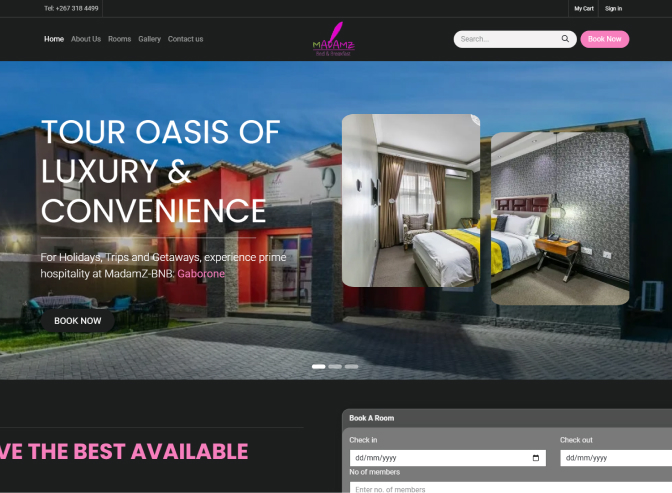 Tel: +267 318 4499
My Cart
Sign in
Home
About Us
Rooms
Gallery
Contact us
MADAMZ
Bed & Breakfast
Search...
Book Now
TOUR OASIS OF
LUXURY &
CONVENIENCE
For Holidays, Trips and Getaways, experience prime
hospitality at MadamZ-BNB: Gaborone
BOOK NOW
VE THE BEST AVAILABLE
Book A Room
Check in
Check out
dd/mm/yyyy
dd/mm/yyyy
No of members
Enter no. of members